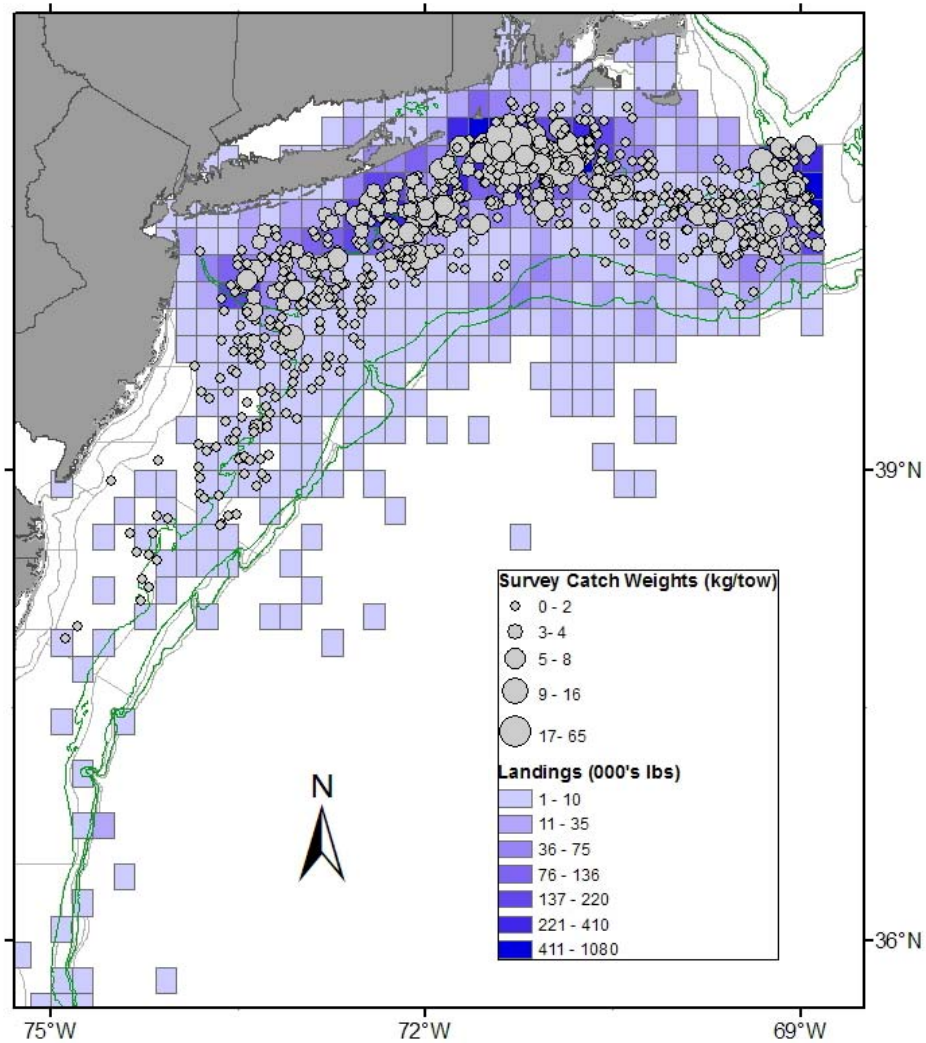 39°N
Survey Catch Weights (kg/tow)
0 - 2
3- 4
5 - 8
9 - 16
17- 65
Landings (000's lbs)
1 - 10
11 - 35
36 - 75
76 - 136
137 - 220
221 - 410
411 - 1080
N
36°N
75°W 72°W 69°W